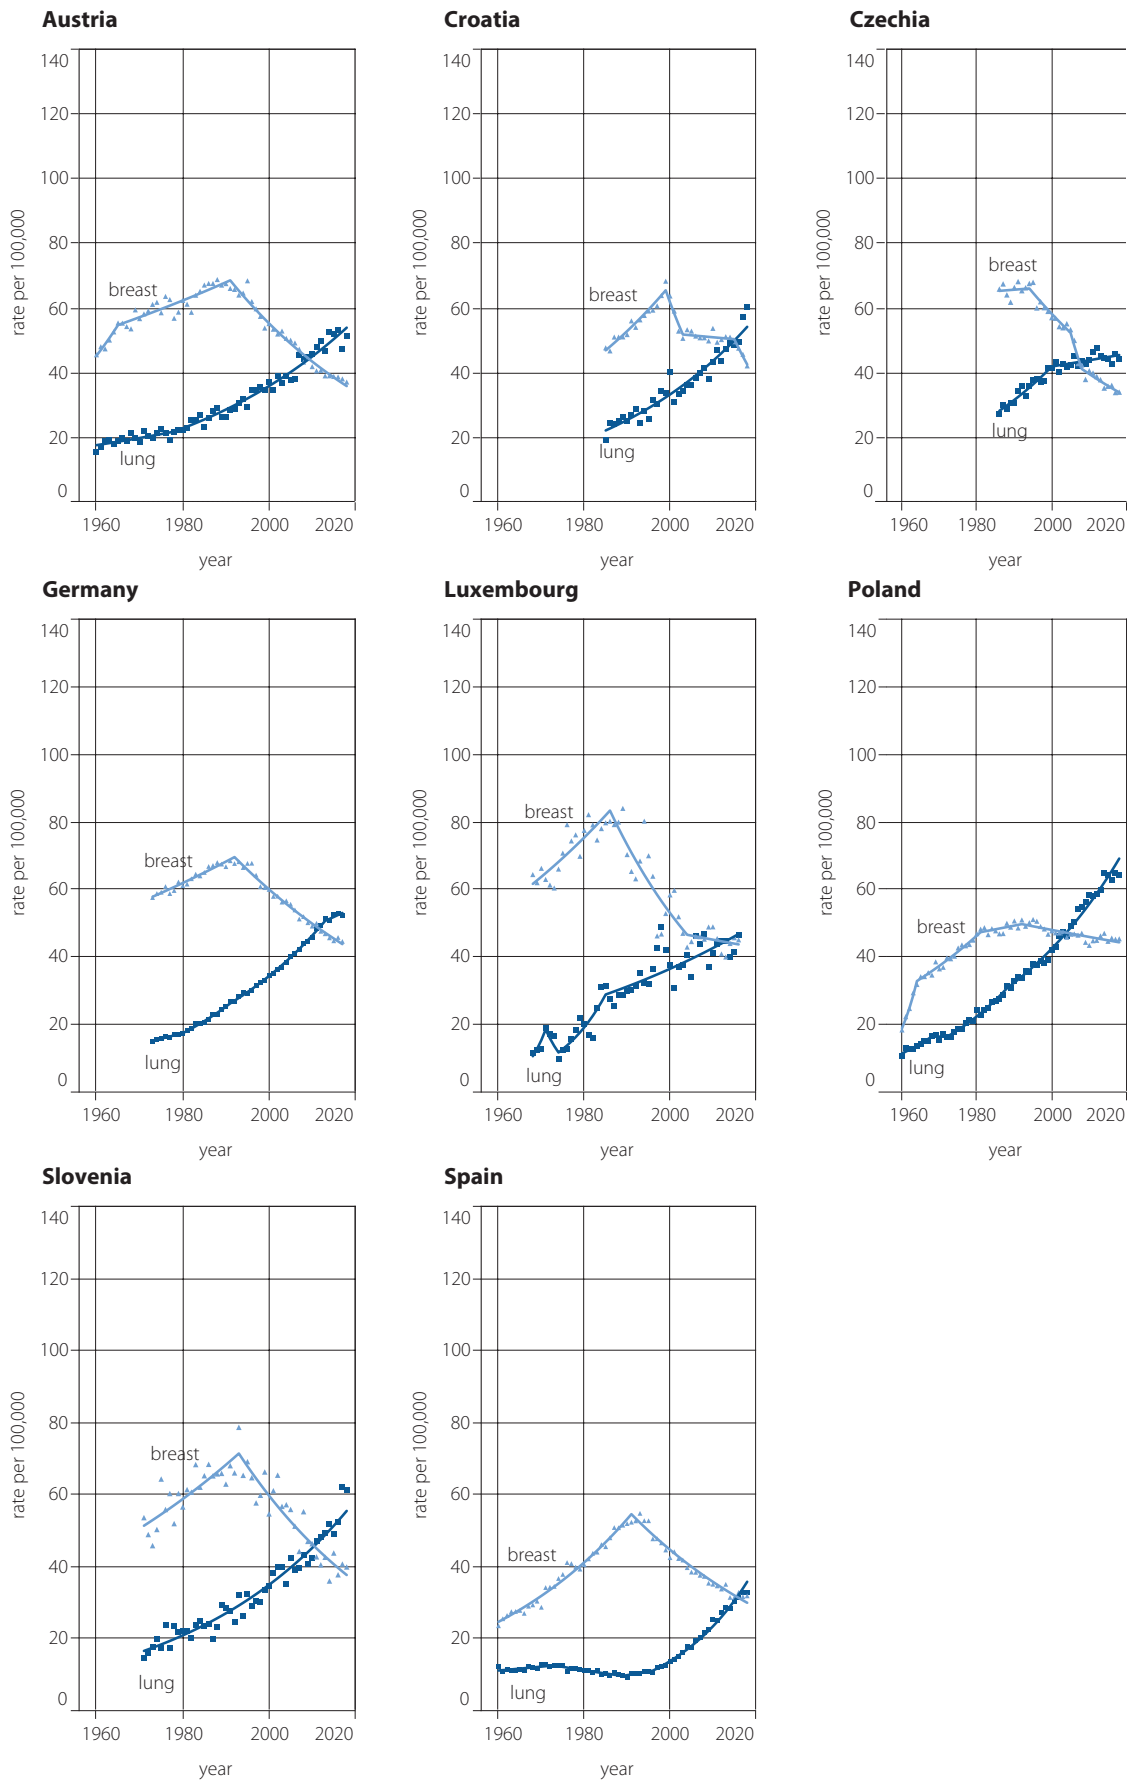 Austria
140
120
100
80
60
40
20
0
rate per 100,000
breast
lung
1960 1980 2000 2020
year
Croatia
140
120
100
80
60
40
20
0
rate per 100,000
breast
lung
1960 1980 2000 2020
year
Czechia
140
120
100
80
60
40
20
0
rate per 100,000
breast
lung
1960 1980 2000 2020
year
Germany
140
120
100
80
60
40
20
0
rate per 100,000
breast
lung
1960 1980 2000 2020
year
Luxembourg
140
120
100
80
60
40
20
0
rate per 100,000
breast
lung
1960 1980 2000 2020
year
Poland
140
120
100
80
60
40
20
0
rate per 100,000
breast
lung
1960 1980 2000 2020
year
Slovenia
140
120
100
80
60
40
20
0
rate per 100,000
breast
lung
1960 1980 2000 2020
year
Spain
140
120
100
80
60
40
20
0
rate per 100,000
breast
lung
1960 1980 2000 2020
year